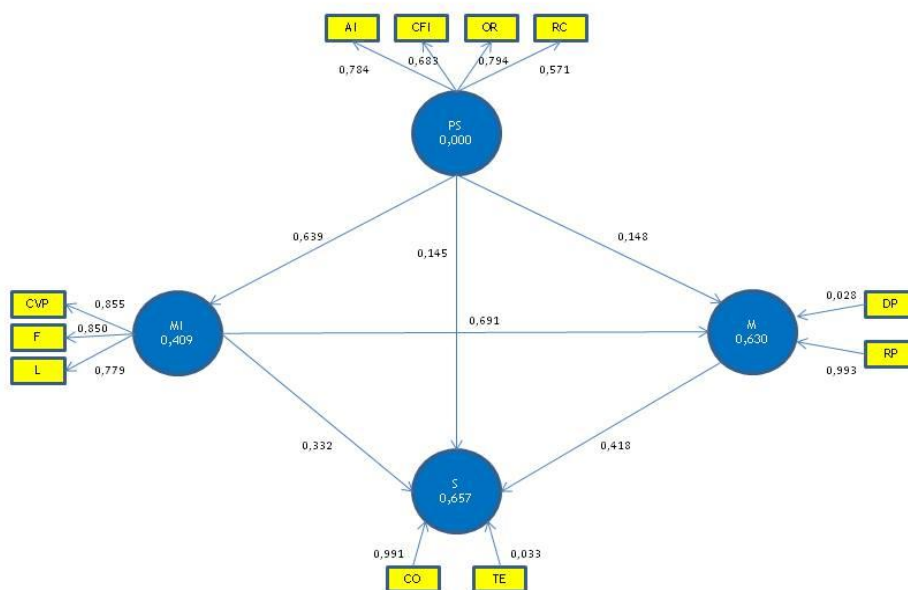 AI CFI OR RC
0,784 0,683 0,794 0,571
PS
0,000
0,639 0,145 0,148
CVP 0,855
F 0,850
L 0,779
MI
0,409
0,691
M
0,630
0,028 DP
0,993 RP
0,332 0,418
S
0,657
0,991 0,033
CO TE